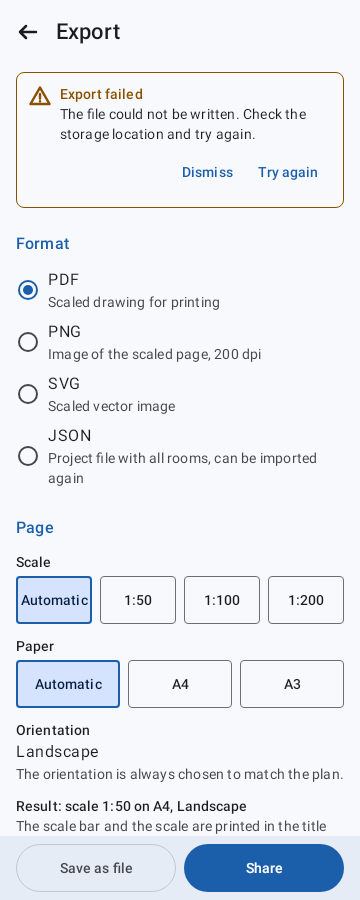 Export
Export failed
The file could not be written. Check the
storage location and try again.
Dismiss
Try again
Format
PDF
Scaled drawing for printing
PNG
Image of the scaled page, 200 dpi
SVG
Scaled vector image
JSON
Project file with all rooms, can be imported
again
Page
Scale
Automatic
1:50
1:100
1:200
Paper
Automatic
A4
A3
Orientation
Landscape
The orientation is always chosen to match the plan.
Result: scale 1:50 on A4, Landscape
The scale bar and the scale are printed in the title
Save as file
Share